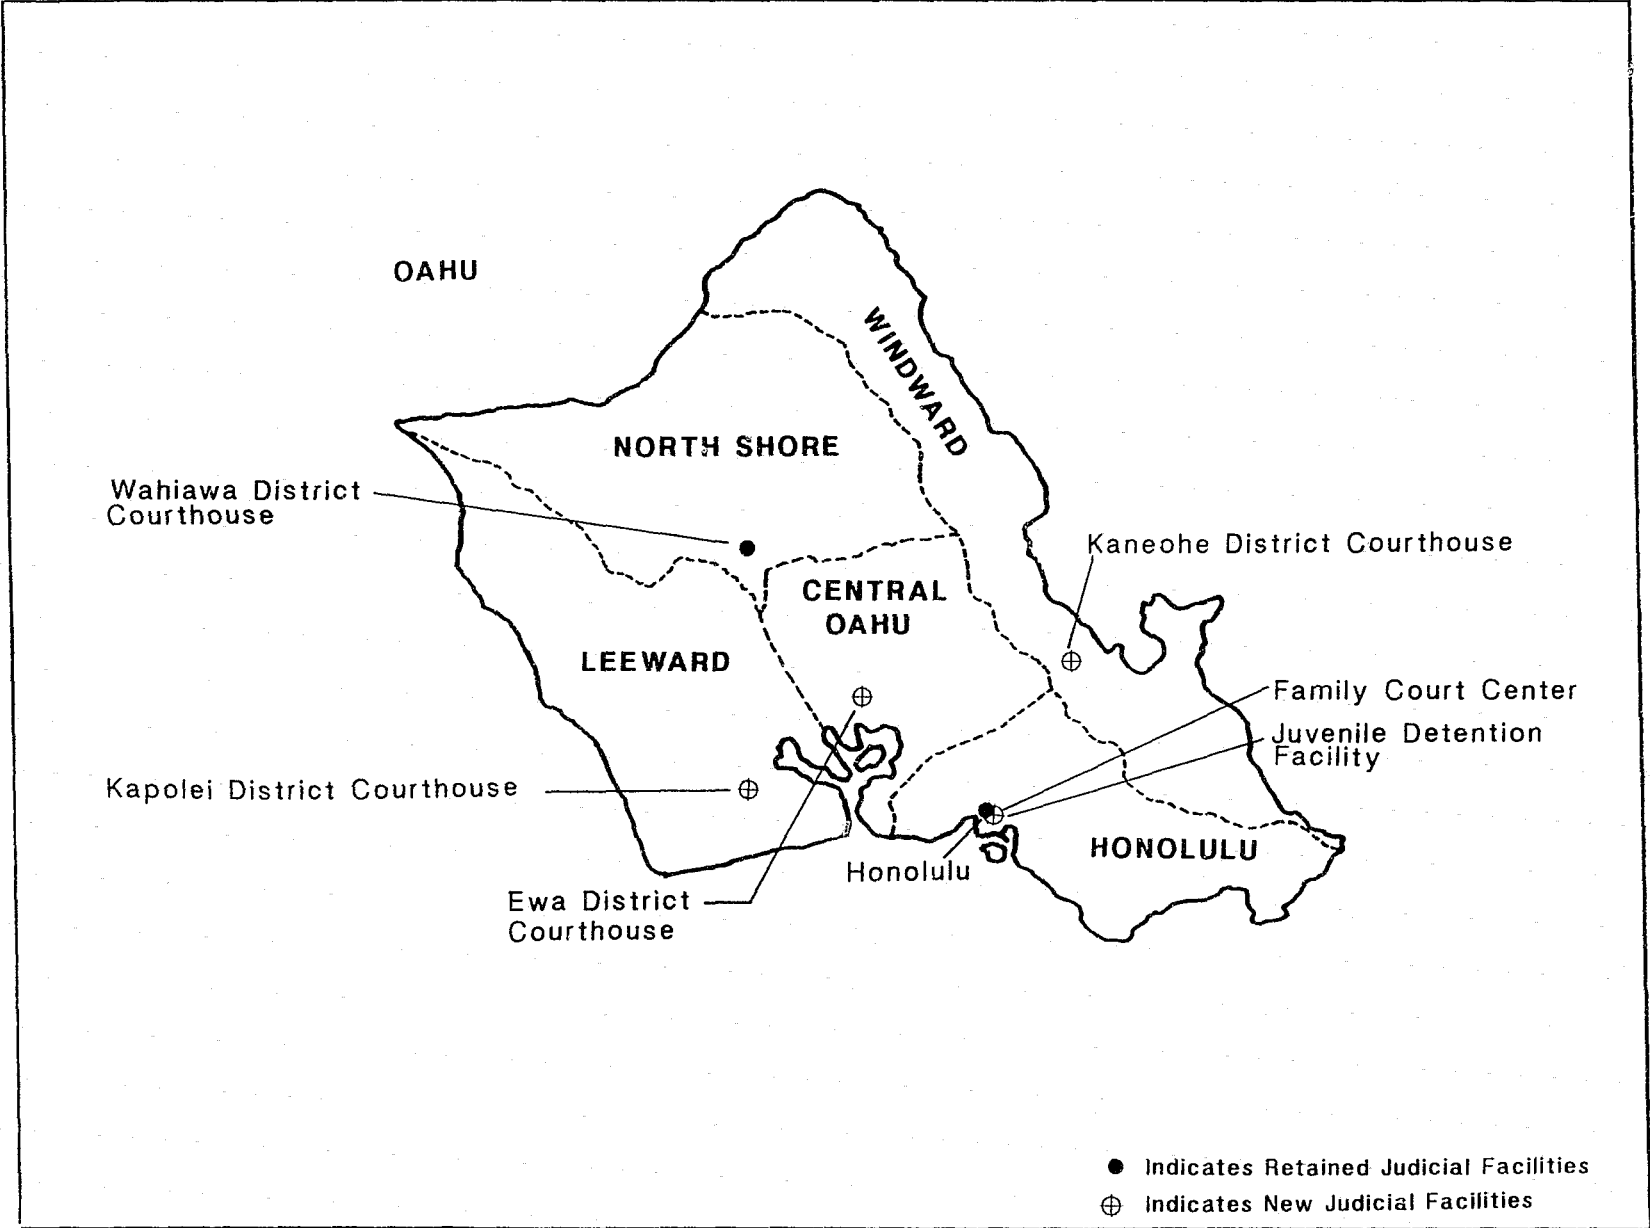 OAHU
WINDWARD
NORTH SHORE
Wahiawa District
Courthouse
Kaneohe District Courthouse
CENTRAL
OAHU
LEEWARD
Family Court Center
Juvenile Detention
Facility
Kapolei District Courthouse
HONOLULU
Honolulu
Ewa District
Courthouse
Indicates Retained Judicial Facilities
Indicates New Judicial Facilities